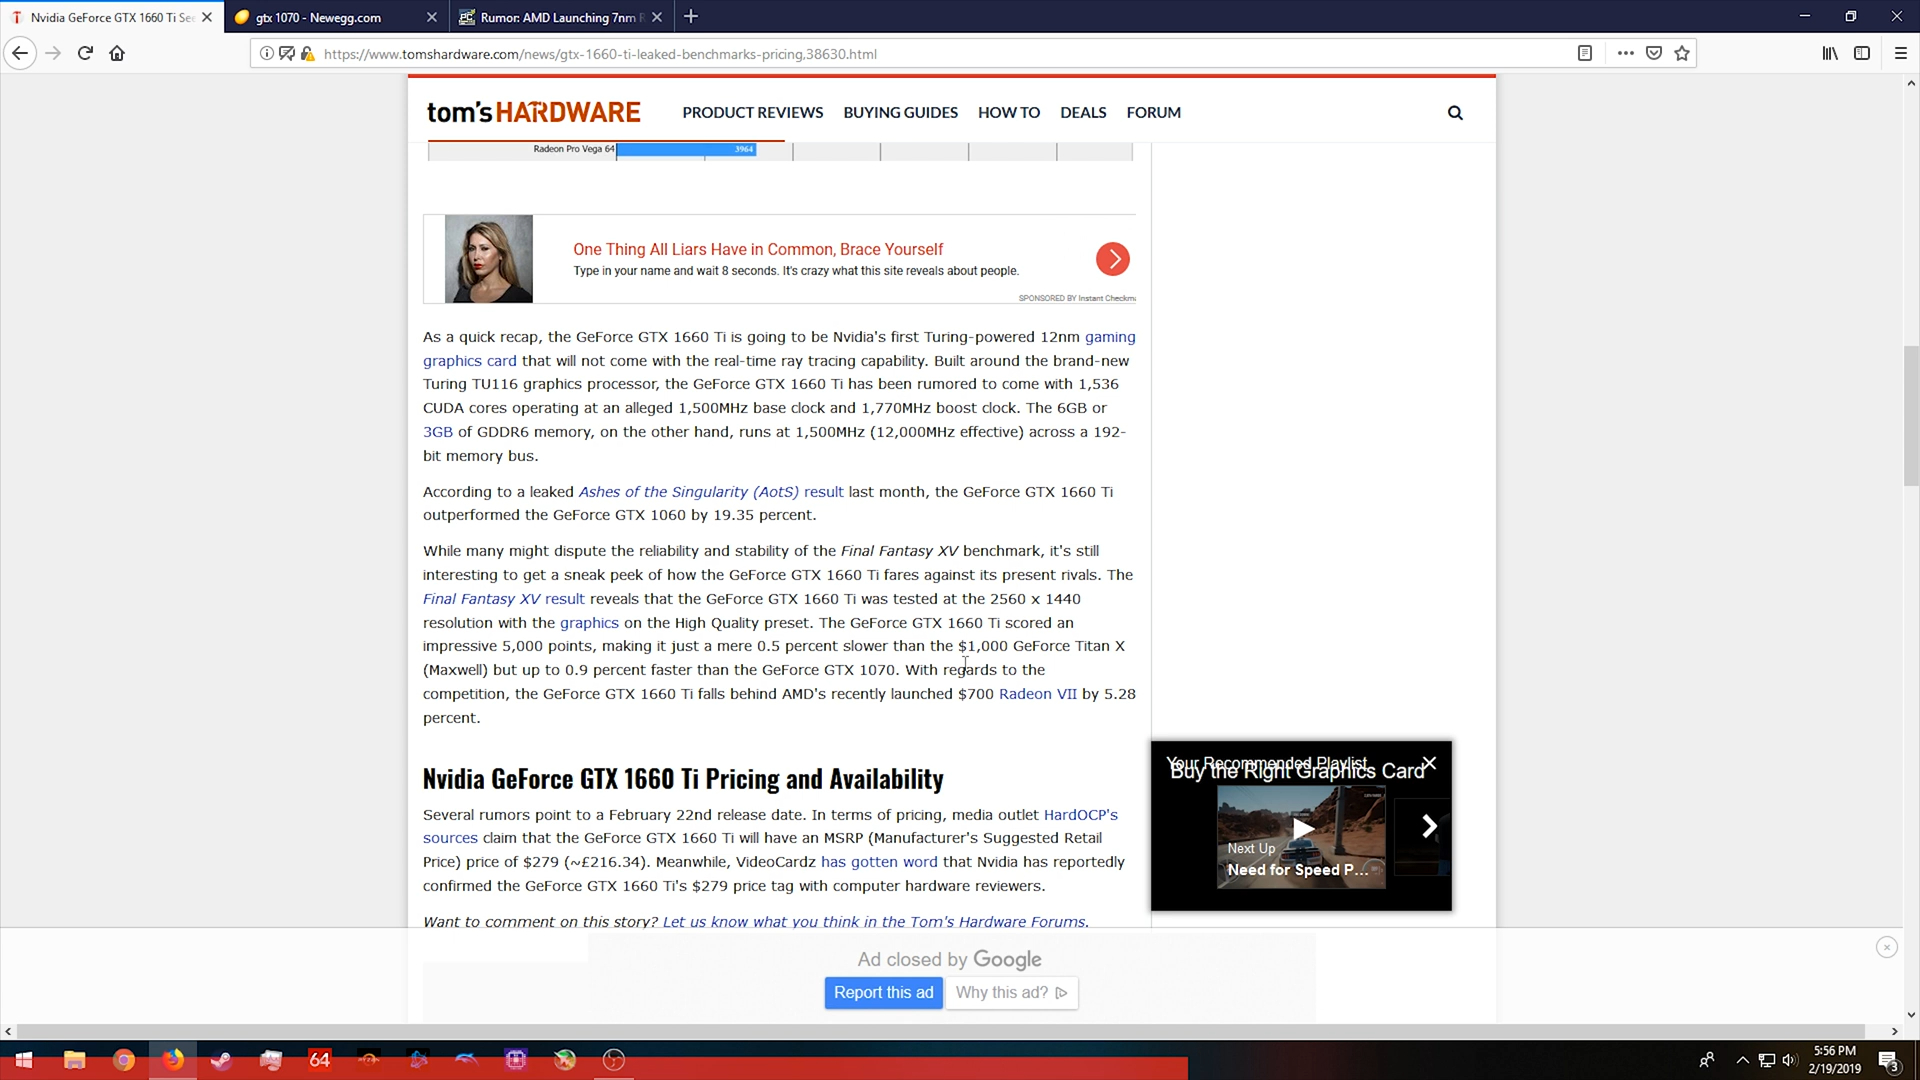 Nvidia GeForce GTX 1660 Ti See
gtx 1070 - Newegg.com
Rumor: AMD Launching 7nm R
https://www.tomshardware.com/news/gtx-1660-ti-leaked-benchmarks-pricing,38630.html
tom's HARDWARE
PRODUCT REVIEWS
BUYING GUIDES
HOW TO
DEALS
FORUM
Radeon Pro Vega 64
3964
One Thing All Liars Have in Common, Brace Yourself
Type in your name and wait 8 seconds. It's crazy what this site reveals about people.
SPONSORED BY Instant Checkma
As a quick recap, the GeForce GTX 1660 Ti is going to be Nvidia's first Turing-powered 12nm gaming
graphics card that will not come with the real-time ray tracing capability. Built around the brand-new
Turing TU116 graphics processor, the GeForce GTX 1660 Ti has been rumored to come with 1,536
CUDA cores operating at an alleged 1,500MHz base clock and 1,770MHz boost clock. The 6GB or
3GB of GDDR6 memory, on the other hand, runs at 1,500MHz (12,000MHz effective) across a 192-
bit memory bus.
According to a leaked Ashes of the Singularity (AotS) result last month, the GeForce GTX 1660 Ti
outperformed the GeForce GTX 1060 by 19.35 percent.
While many might dispute the reliability and stability of the Final Fantasy XV benchmark, it's still
interesting to get a sneak peek of how the GeForce GTX 1660 Ti fares against its present rivals. The
Final Fantasy XV result reveals that the GeForce GTX 1660 Ti was tested at the 2560 x 1440
resolution with the graphics on the High Quality preset. The GeForce GTX 1660 Ti scored an
impressive 5,000 points, making it just a mere 0.5 percent slower than the $1,000 GeForce Titan X
(Maxwell) but up to 0.9 percent faster than the GeForce GTX 1070. With regards to the
competition, the GeForce GTX 1660 Ti falls behind AMD's recently launched $700 Radeon VII by 5.28
percent.
Nvidia GeForce GTX 1660 Ti Pricing and Availability
Several rumors point to a February 22nd release date. In terms of pricing, media outlet HardOCP's
sources claim that the GeForce GTX 1660 Ti will have an MSRP (Manufacturer's Suggested Retail
Price) price of $279 (~£216.34). Meanwhile, VideoCardz has gotten word that Nvidia has reportedly
confirmed the GeForce GTX 1660 Ti's $279 price tag with computer hardware reviewers.
Want to comment on this story? Let us know what you think in the Tom's Hardware Forums.
Your Recommended Playlist
Buy the Right Graphics Card
Next Up
Need for Speed P...
Ad closed by Google
Report this ad
Why this ad?
64
5:56 PM
2/19/2019
3